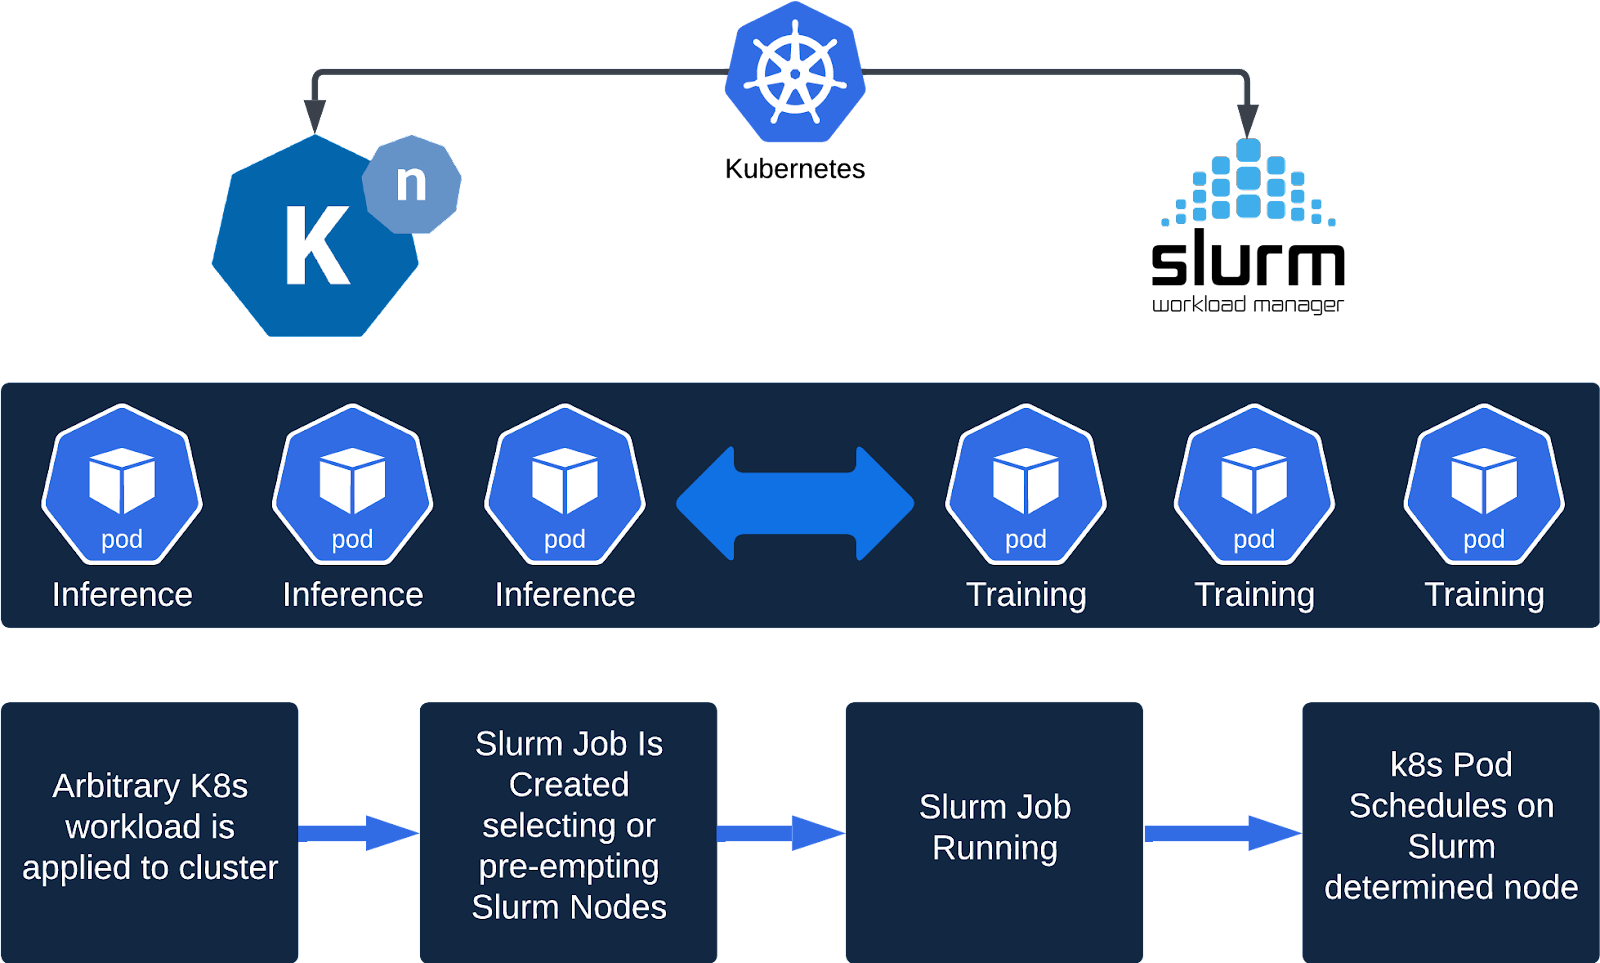 Kubernetes
K
n
slurm
workload manager
pod
pod
pod
pod
pod
pod
Inference
Inference
Inference
Training
Training
Training
Arbitrary K8s
workload is
applied to cluster
Slurm Job Is
Created
selecting or
pre-empting
Slurm Nodes
Slurm Job
Running
k8s Pod
Schedules on
Slurm
determined node